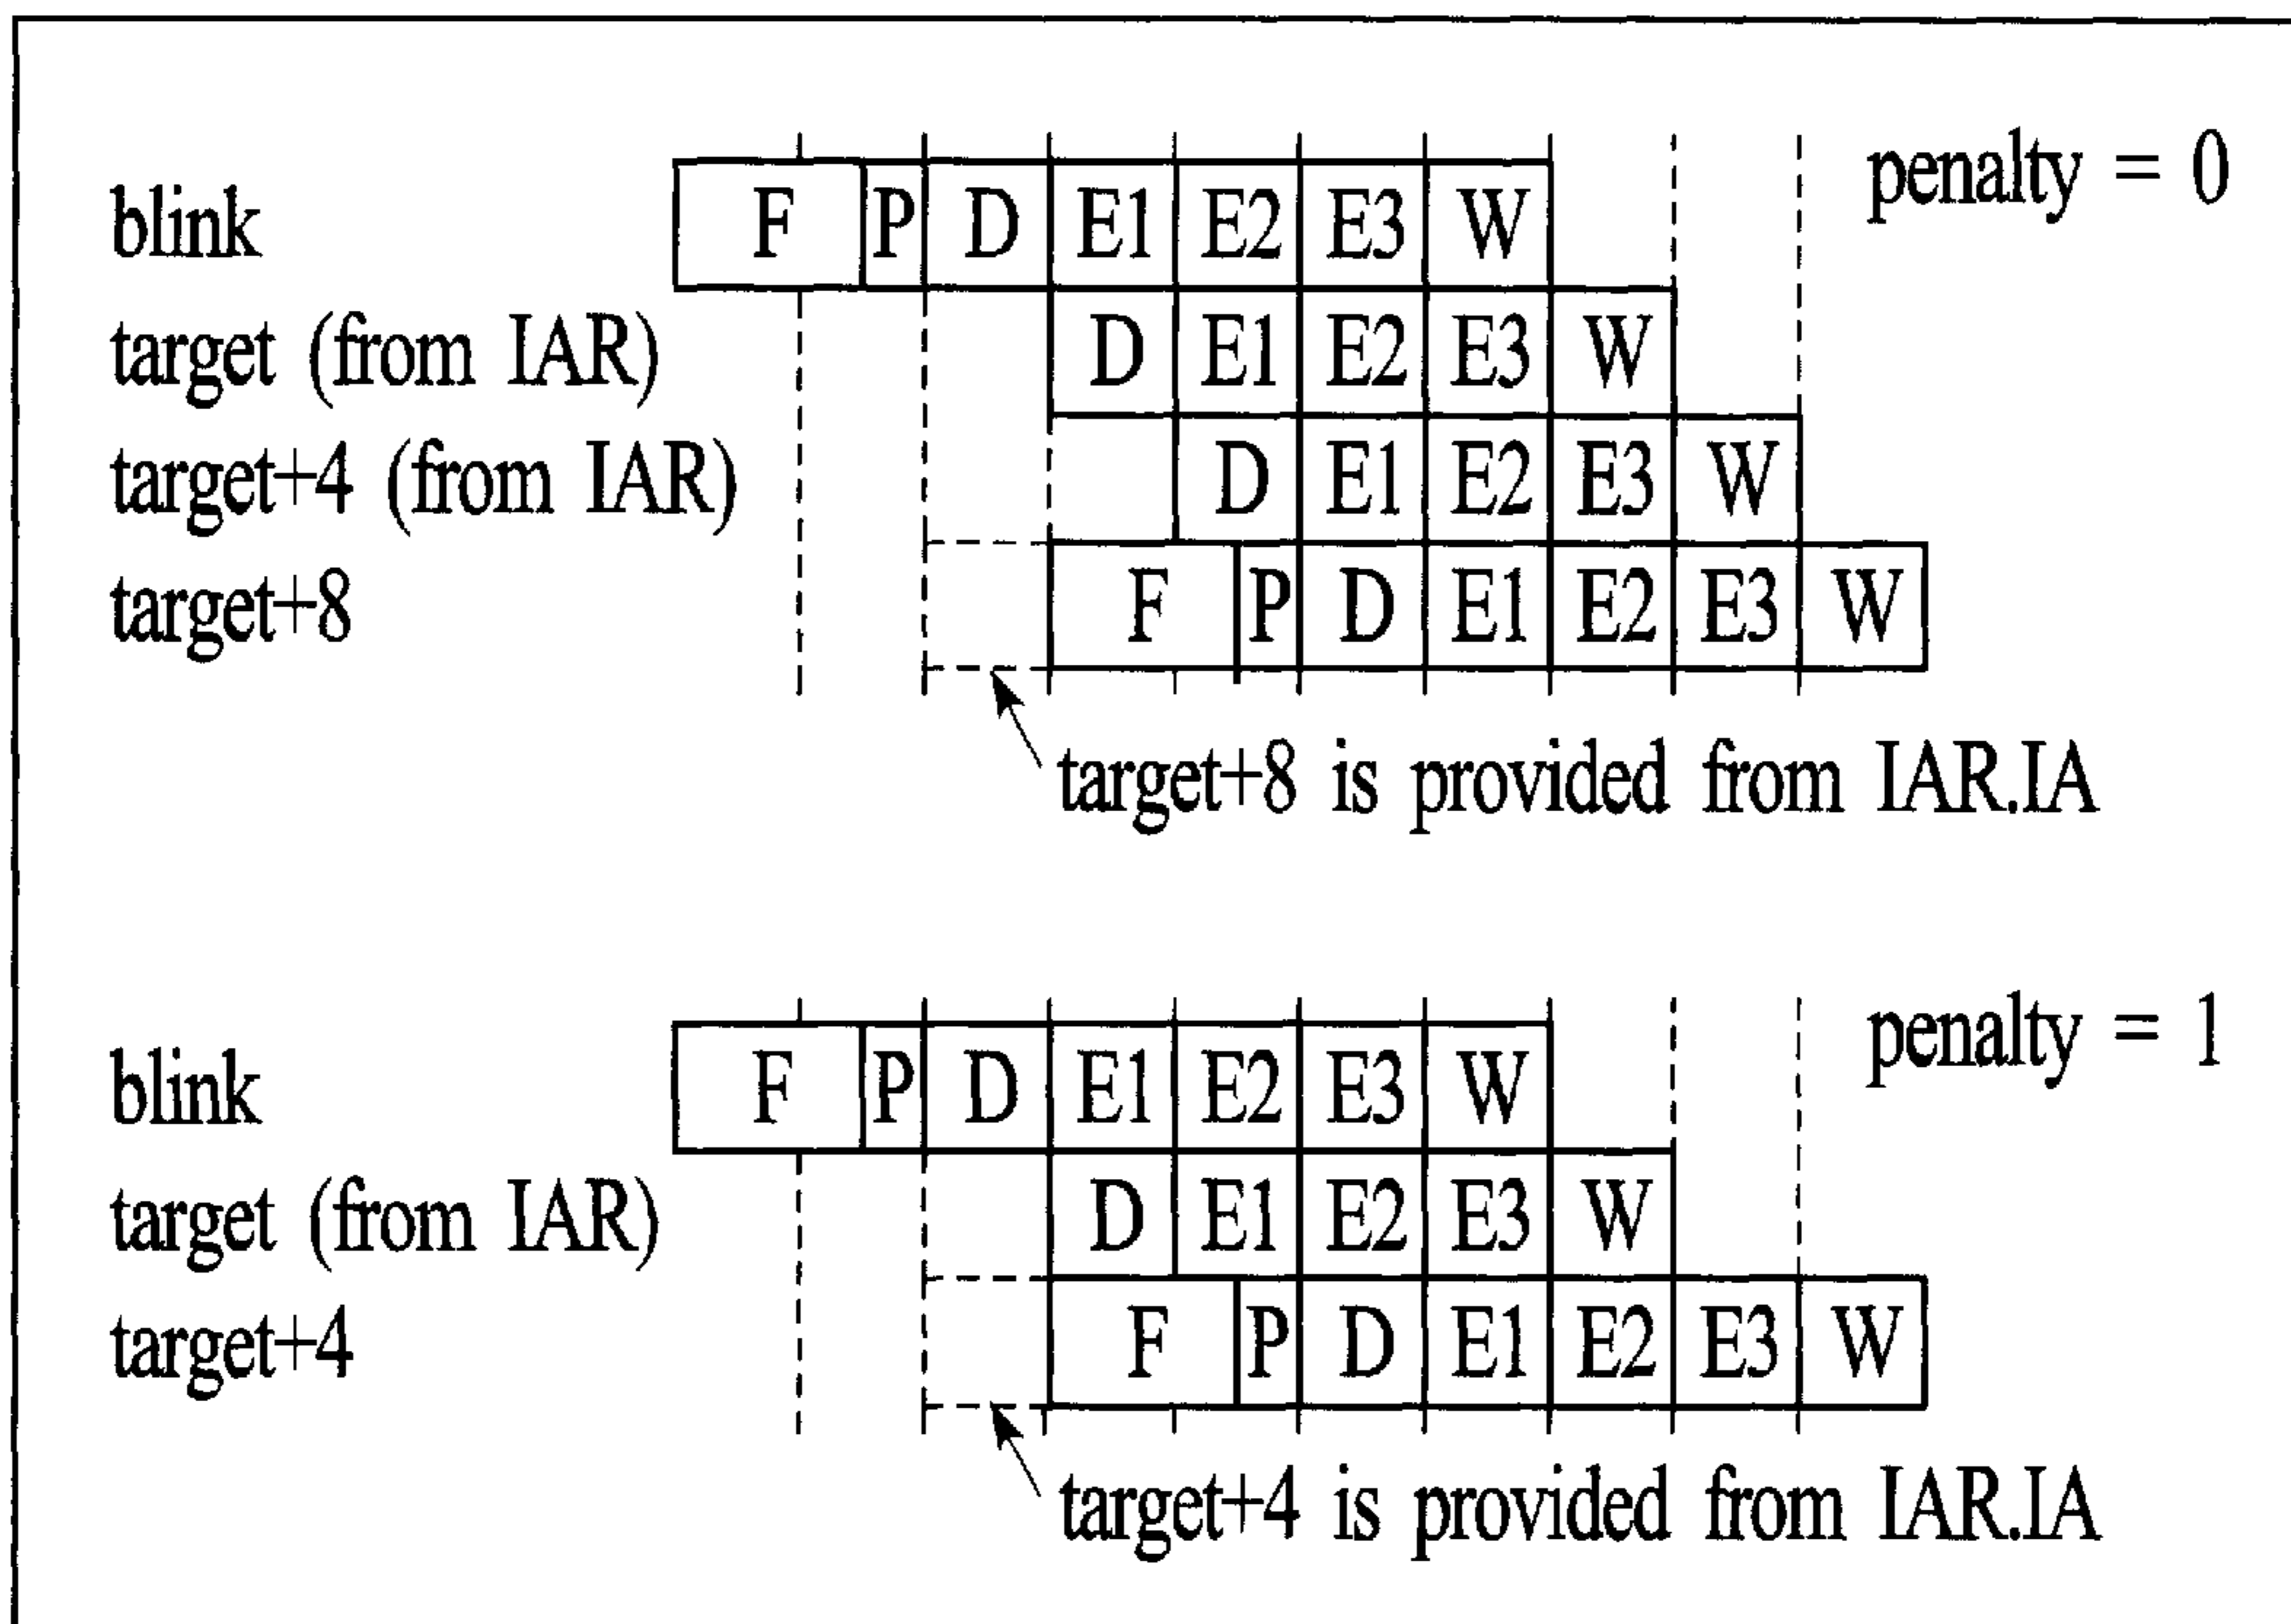 penalty = 0
blink F P D E1 E2 E3 W
target (from IAR) D E1 E2 E3 W
target+4 (from IAR) D E1 E2 E3 W
target+8 F P D E1 E2 E3 W
target+8 is provided from IAR.IA
penalty = 1
blink F P D E1 E2 E3 W
target (from IAR) D E1 E2 E3 W
target+4 F P D E1 E2 E3 W
target+4 is provided from IAR.IA